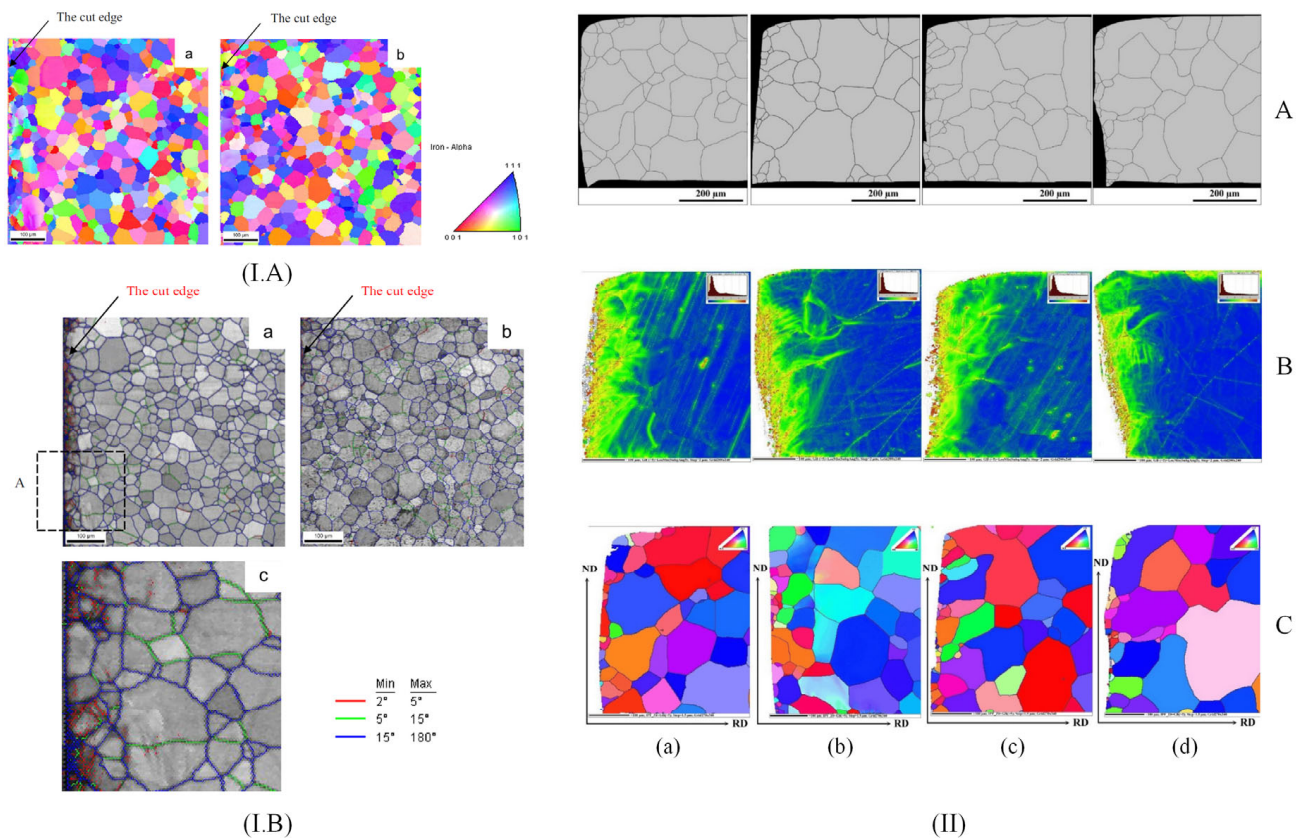 The cut edge
The cut edge
a
b
100 µm
100 µm
Iron - Alpha
1 1 1
0 0 1
1 0 1
(I.A)
The cut edge
The cut edge
a
b
A
100 µm
100 µm
c
Min Max
2° 5°
5° 15°
15° 180°
(I.B)
200 µm
200 µm
200 µm
200 µm
A
B
ND
ND
ND
ND
C
RD
RD
RD
RD
(a)
(b)
(c)
(d)
(II)